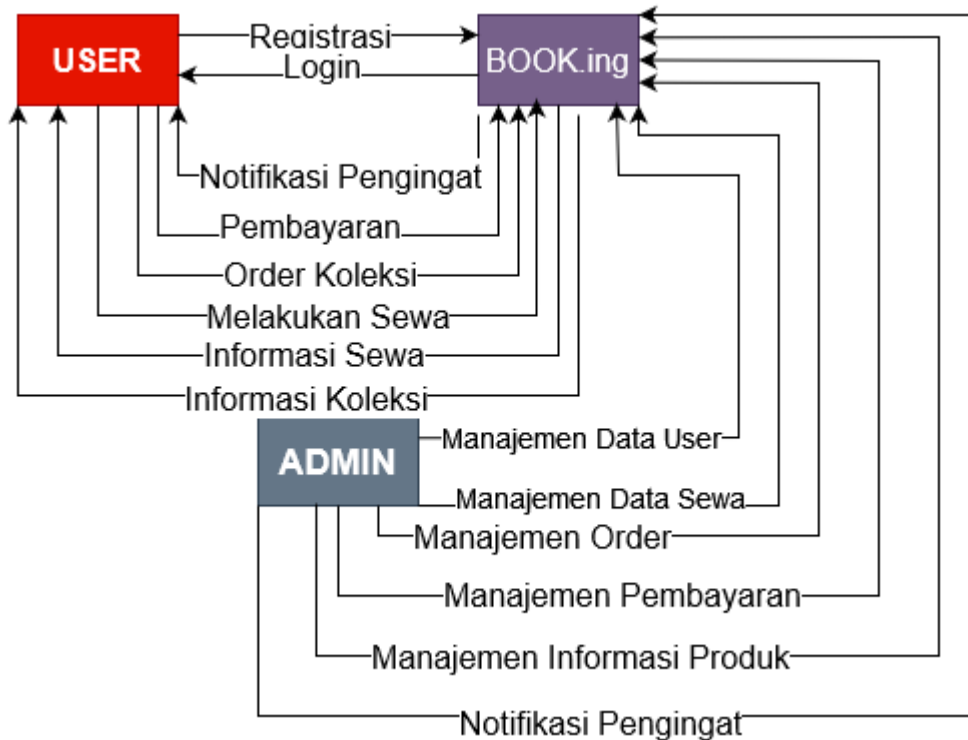 USER
Registrasi
BOOK.ing
Login
Notifikasi Pengingat
Pembayaran
Order Koleksi
Melakukan Sewa
Informasi Sewa
Informasi Koleksi
ADMIN
Manajemen Data User
Manajemen Data Sewa
Manajemen Order
Manajemen Pembayaran
Manajemen Informasi Produk
Notifikasi Pengingat